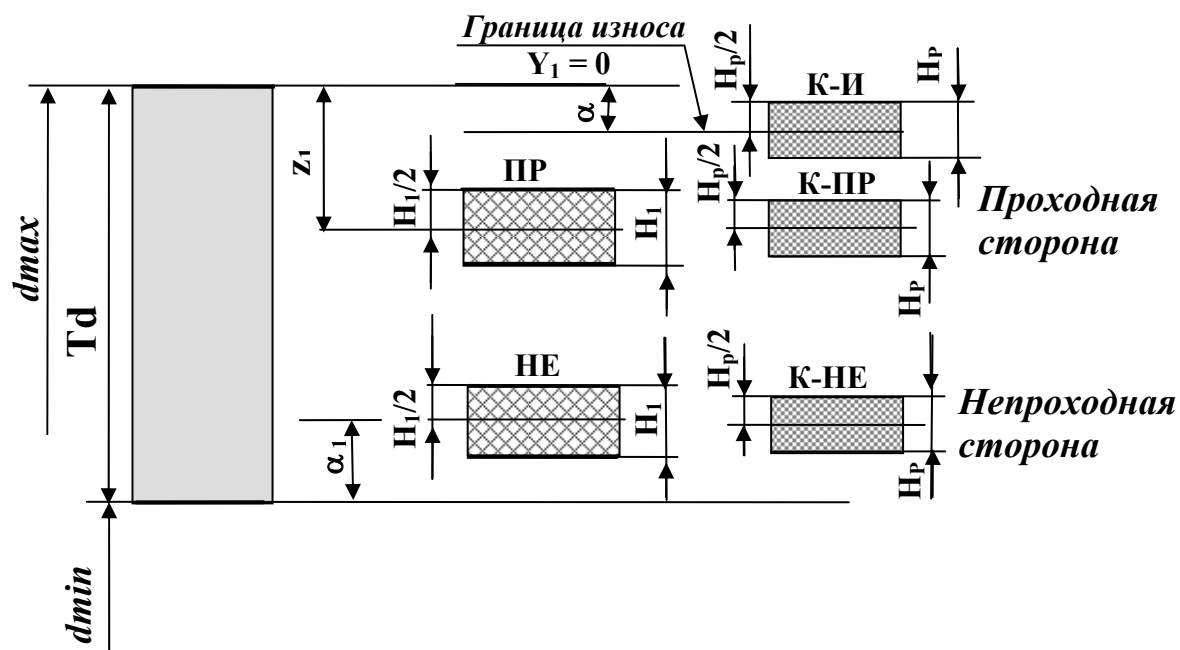 Граница износа
Y₁ = 0
Hр/2
HР
К-И
α
z₁
ПР
H₁/2
H₁
К-ПР
Hр/2
HР
Проходная
сторона
dmax
Td
НЕ
H₁/2
H₁
α₁
К-НЕ
Hр/2
HР
Непроходная
сторона
dmin